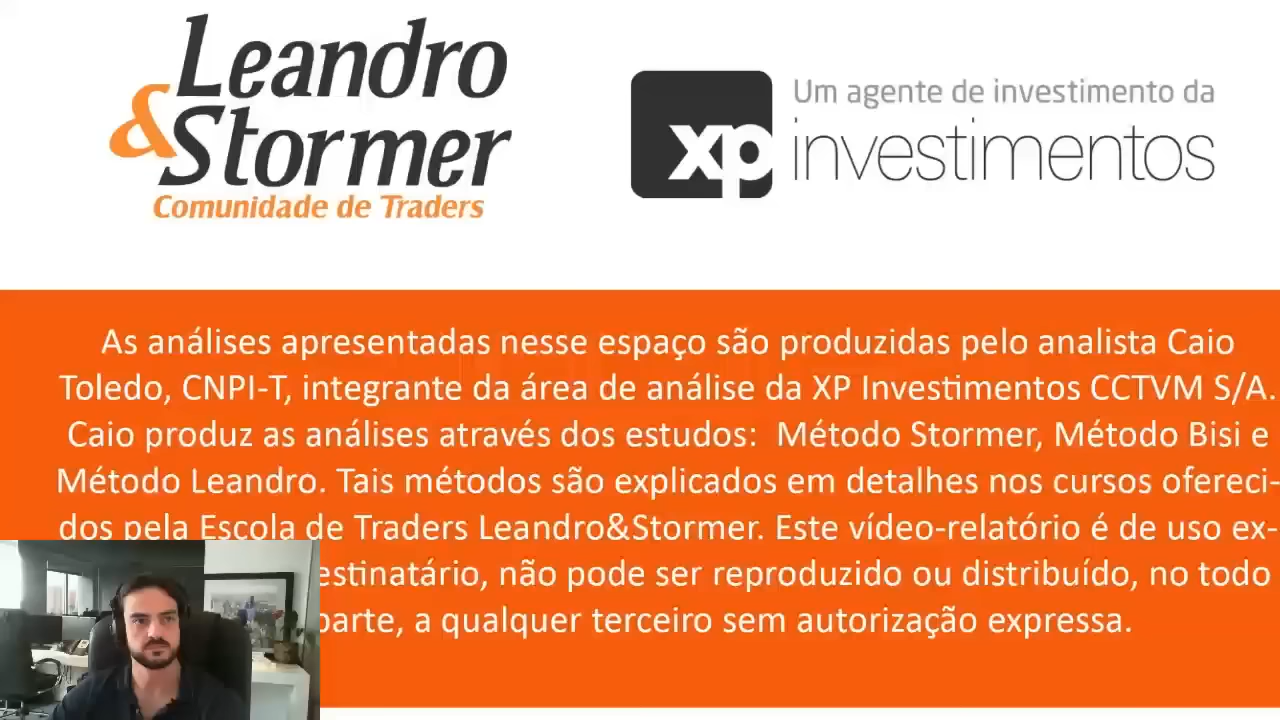 Leandro
&Stormer
Comunidade de Traders
xp
Um agente de investimento da
investimentos
As análises apresentadas nesse espaço são produzidas pelo analista Caio
Toledo, CNPI-T, integrante da área de análise da XP Investimentos CCTVM S/A.
Caio produz as análises através dos estudos:  Método Stormer, Método Bisi e
Método Leandro. Tais métodos são explicados em detalhes nos cursos ofereci-
dos pela Escola de Traders Leandro&Stormer. Este vídeo-relatório é de uso ex-
estinatário, não pode ser reproduzido ou distribuído, no todo
parte, a qualquer terceiro sem autorização expressa.